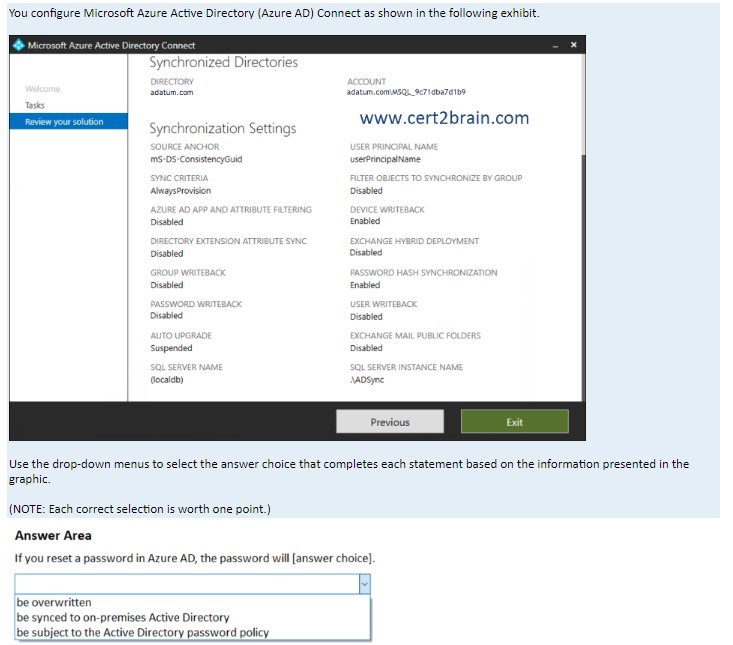 You configure Microsoft Azure Active Directory (Azure AD) Connect as shown in the following exhibit.
Microsoft Azure Active Directory Connect
Welcome
Tasks
Review your solution
Synchronized Directories
DIRECTORY
adatum.com
ACCOUNT
adatum.com\MSQL_9c71dba7d1b9
www.cert2brain.com
Synchronization Settings
SOURCE ANCHOR
mS-DS-ConsistencyGuid
USER PRINCIPAL NAME
userPrincipalName
SYNC CRITERIA
AlwaysProvision
FILTER OBJECTS TO SYNCHRONIZE BY GROUP
Disabled
AZURE AD APP AND ATTRIBUTE FILTERING
Disabled
DEVICE WRITEBACK
Enabled
DIRECTORY EXTENSION ATTRIBUTE SYNC
Disabled
EXCHANGE HYBRID DEPLOYMENT
Disabled
GROUP WRITEBACK
Disabled
PASSWORD HASH SYNCHRONIZATION
Enabled
PASSWORD WRITEBACK
Disabled
USER WRITEBACK
Disabled
AUTO UPGRADE
Suspended
EXCHANGE MAIL PUBLIC FOLDERS
Disabled
SQL SERVER NAME
(localdb)
SQL SERVER INSTANCE NAME
.\ADSync
Previous
Exit
Use the drop-down menus to select the answer choice that completes each statement based on the information presented in the
graphic.
(NOTE: Each correct selection is worth one point.)
Answer Area
If you reset a password in Azure AD, the password will [answer choice].
be overwritten
be synced to on-premises Active Directory
be subject to the Active Directory password policy